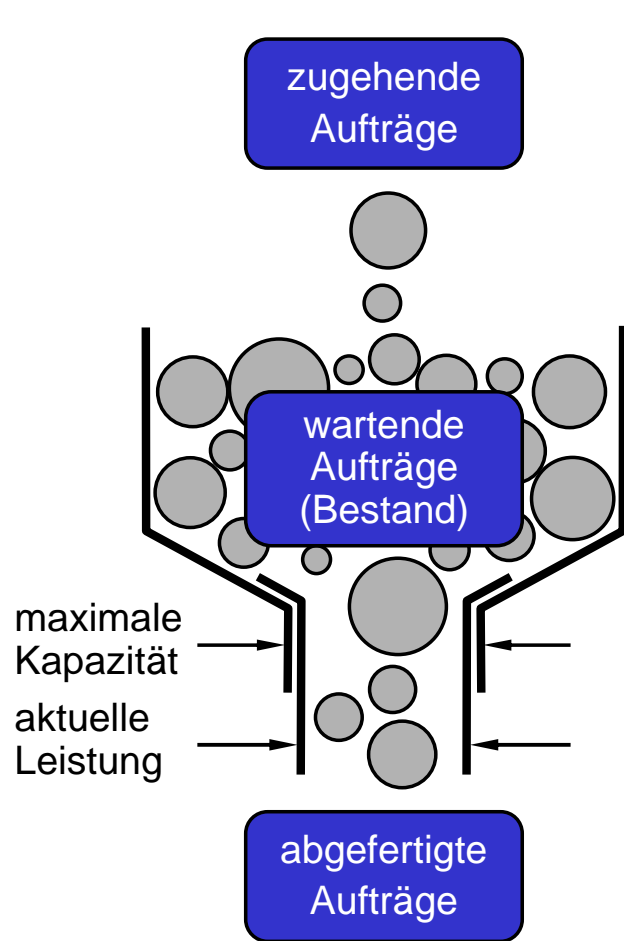 zugehende
Aufträge
wartende
Aufträge
(Bestand)
maximale
Kapazität
aktuelle
Leistung
abgefertigte
Aufträge